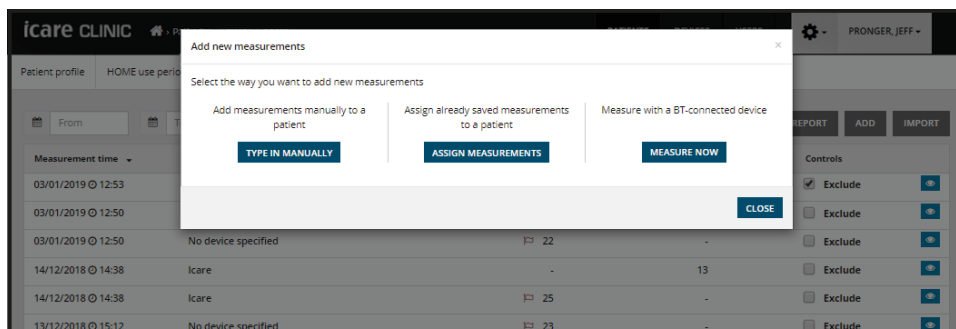 icare CLINIC
PRONGER, JEFF
Add new measurements
×
Patient profile
HOME use perio
Select the way you want to add new measurements
Add measurements manually to a
patient
TYPE IN MANUALLY
Assign already saved measurements
to a patient
ASSIGN MEASUREMENTS
Measure with a BT-connected device
MEASURE NOW
CLOSE
From
T
REPORT
ADD
IMPORT
Measurement time
Controls
03/01/2019 12:53
Exclude
03/01/2019 12:50
Exclude
03/01/2019 12:50 No device specified 22 - Exclude
14/12/2018 14:38 Icare - 13 Exclude
14/12/2018 14:38 Icare 25 - Exclude
13/12/2018 15:12 No device specified 23 - Exclude